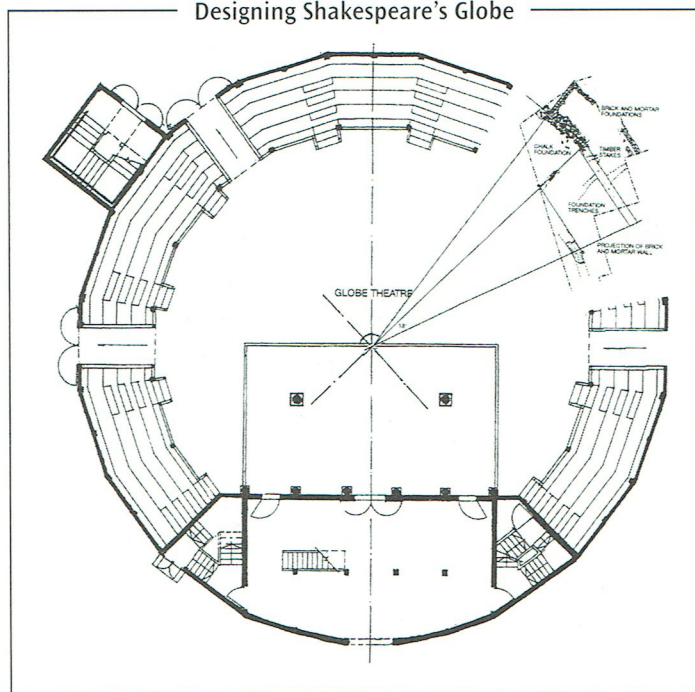 Designing Shakespeare's Globe
BRICK AND MORTAR
FOUNDATIONS
CHALK
FOUNDATION
TIMBER
STAKES
FOUNDATION
TRENCHES
PROJECTION OF BRICK
AND MORTAR WALL
GLOBE THEATRE